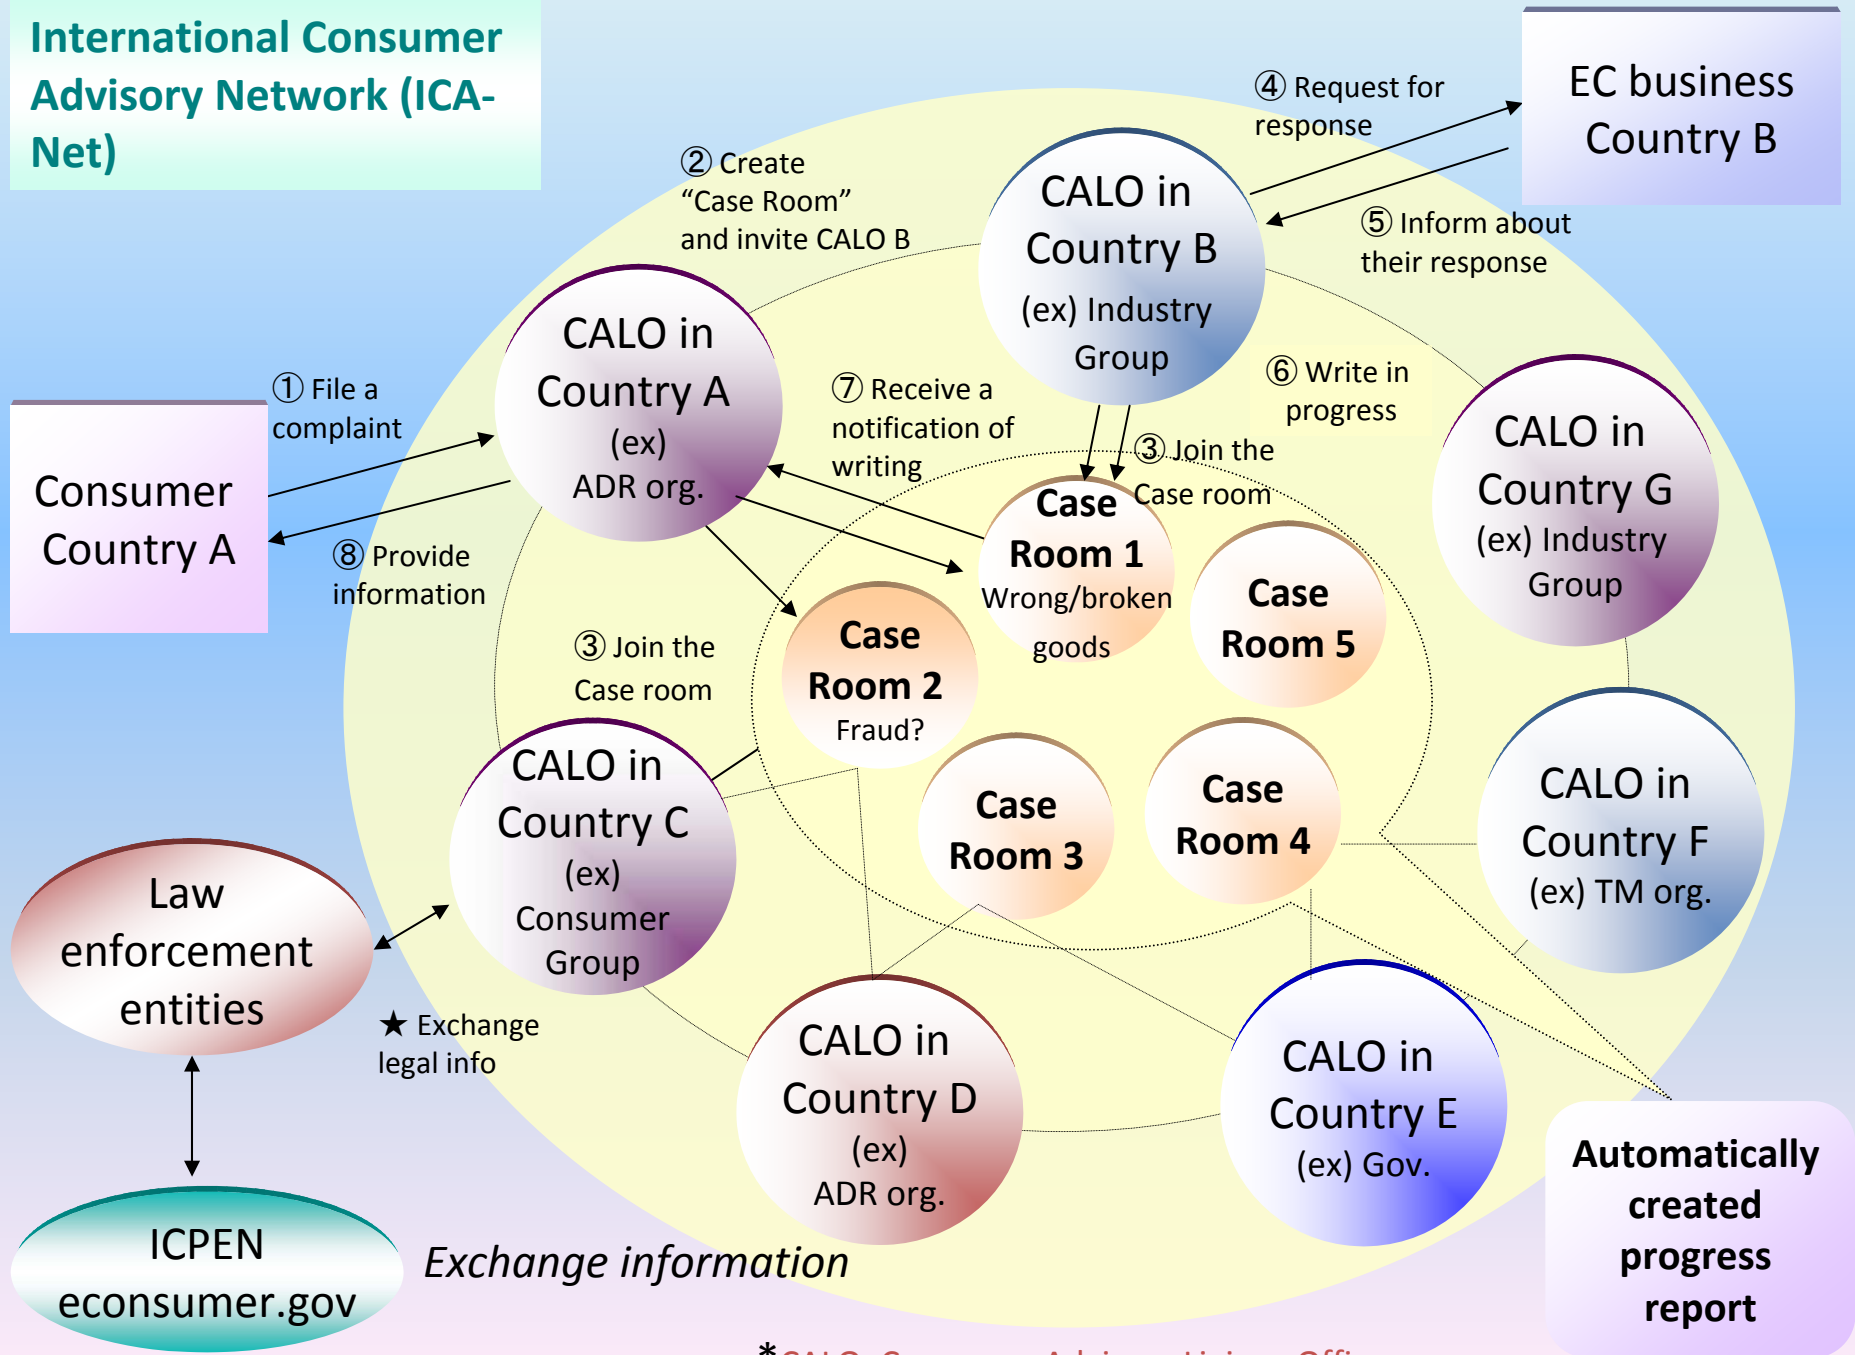 International Consumer
Advisory Network (ICA-
Net)
④ Request for
response
EC business
Country B
② Create
“Case Room”
and invite CALO B
CALO in
Country B
(ex) Industry
Group
⑤ Inform about
their response
CALO in
Country A
(ex)
ADR org.
① File a
complaint
⑦ Receive a
notification of
writing
⑥ Write in
progress
③ Join the
Case room
CALO in
Country G
(ex) Industry
Group
Consumer
Country A
⑧ Provide
information
Case
Room 1
Wrong/broken
goods
Case
Room 5
③ Join the
Case room
Case
Room 2
Fraud?
CALO in
Country C
(ex)
Consumer
Group
Case
Room 3
Case
Room 4
CALO in
Country F
(ex) TM org.
Law
enforcement
entities
★ Exchange
legal info
CALO in
Country D
(ex)
ADR org.
CALO in
Country E
(ex) Gov.
Automatically
created
progress
report
ICPEN
econsumer.gov
Exchange information